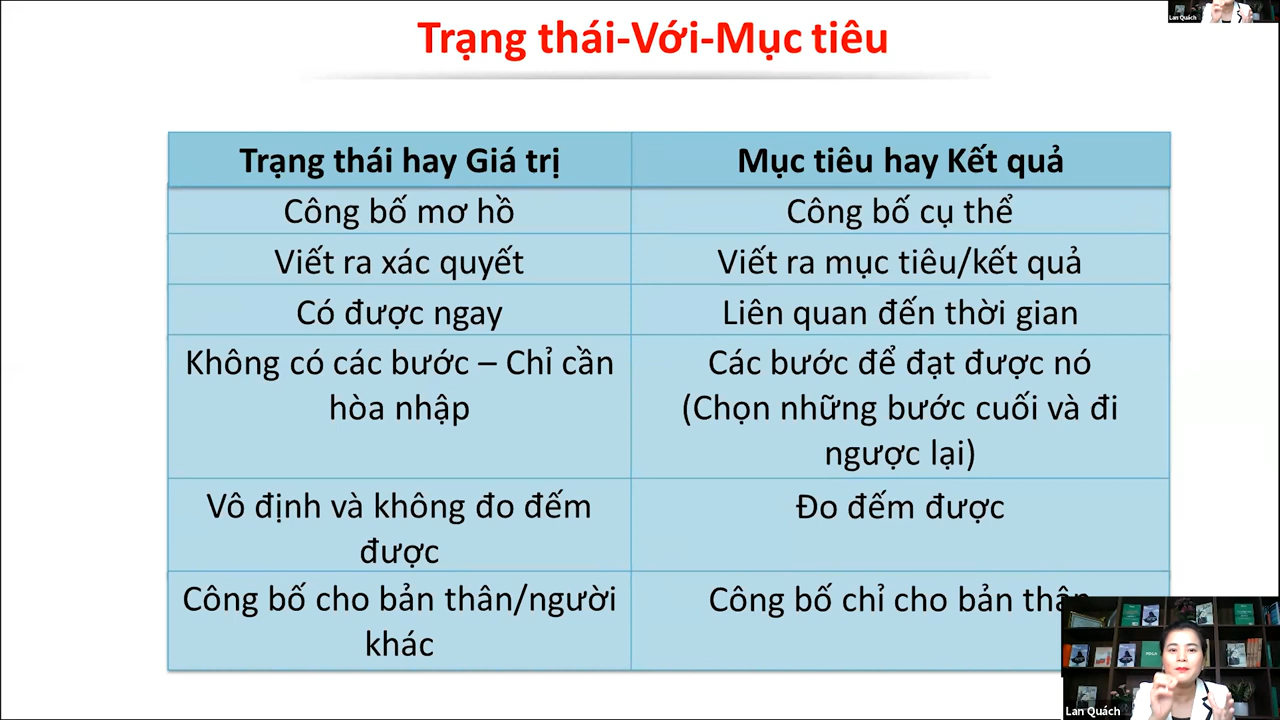 Lan Quách
Trạng thái-Với-Mục tiêu
Trạng thái hay Giá trị
Mục tiêu hay Kết quả
Công bố mơ hồ
Công bố cụ thể
Viết ra xác quyết
Viết ra mục tiêu/kết quả
Có được ngay
Liên quan đến thời gian
Không có các bước – Chỉ cần
hòa nhập
Các bước để đạt được nó
(Chọn những bước cuối và đi
ngược lại)
Vô định và không đo đếm
được
Đo đếm được
Công bố cho bản thân/người
khác
Công bố chỉ cho bản thân
Lan Quách